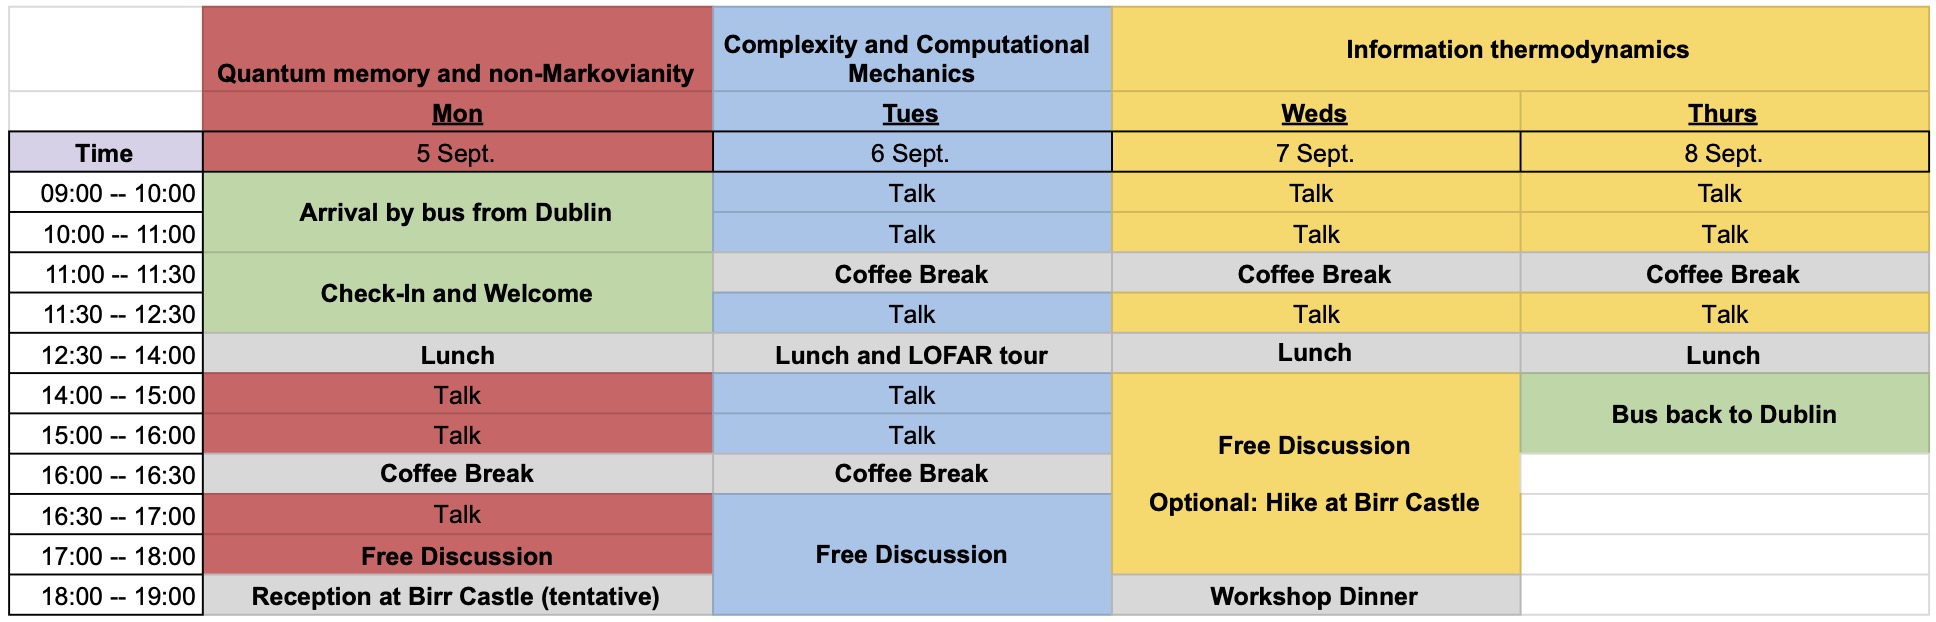 Quantum memory and non-Markovianity
Complexity and Computational
Mechanics
Information thermodynamics
Mon
Tues
Weds
Thurs
Time
5 Sept.
6 Sept.
7 Sept.
8 Sept.
09:00 -- 10:00
Arrival by bus from Dublin
Talk
Talk
Talk
10:00 -- 11:00
Talk
Talk
Talk
11:00 -- 11:30
Check-In and Welcome
Coffee Break
Coffee Break
Coffee Break
11:30 -- 12:30
Talk
Talk
Talk
12:30 -- 14:00
Lunch
Lunch and LOFAR tour
Lunch
Lunch
14:00 -- 15:00
Talk
Talk
Free Discussion
Optional: Hike at Birr Castle
Bus back to Dublin
15:00 -- 16:00
Talk
Talk
16:00 -- 16:30
Coffee Break
Coffee Break
16:30 -- 17:00
Talk
Free Discussion
17:00 -- 18:00
Free Discussion
18:00 -- 19:00
Reception at Birr Castle (tentative)
Workshop Dinner